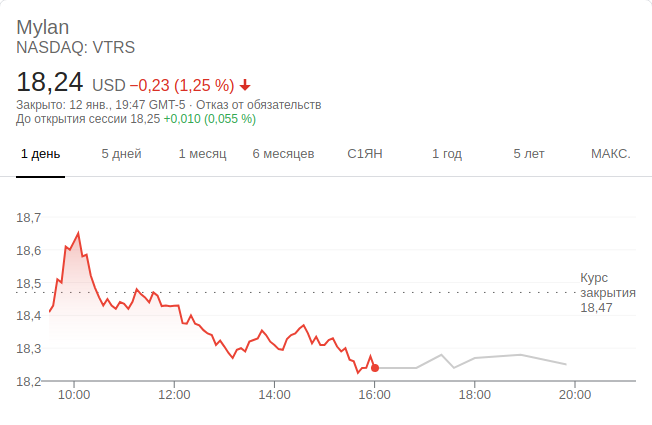 Mylan
NASDAQ: VTRS
18,24 USD −0,23 (1,25 %)
Закрыто: 12 янв., 19:47 GMT-5 · Отказ от обязательств
До открытия сессии 18,25 +0,010 (0,055 %)
1 день 5 дней 1 месяц 6 месяцев С1ЯН 1 год 5 лет МАКС.
18,7
18,6
18,5
18,4
18,3
18,2
Курс
закрытия
18,47
10:00 12:00 14:00 16:00 18:00 20:00